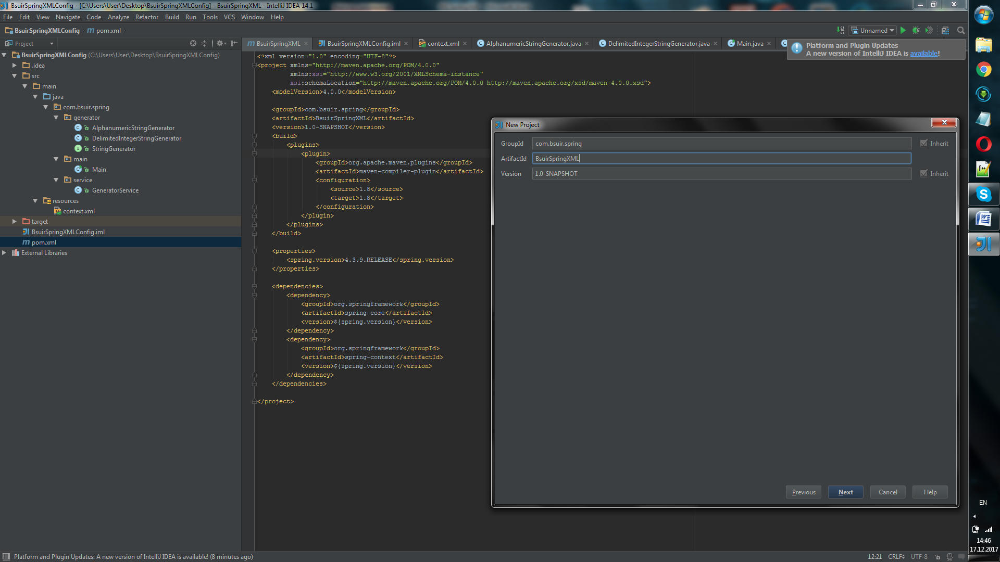 BsuirSpringXMLConfig - [C:\Users\User\Desktop\BsuirSpringXMLConfig] - BsuirSpringXML - IntelliJ IDEA 14.1
File Edit View Navigate Code Analyze Refactor Build Run Tools VCS Window Help
BsuirSpringXMLConfig m pom.xml
Unnamed
Project
m BsuirSpringXML BsuirSpringXMLConfig.iml context.xml AlphanumericStringGenerator.java DelimitedIntegerStringGenerator.java Main.java
Platform and Plugin Updates
A new version of IntelliJ IDEA is available!
BsuirSpringXMLConfig (C:\Users\User\Desktop\BsuirSpringXMLConfig)
.idea
src
main
java
com.bsuir.spring
generator
AlphanumericStringGenerator
DelimitedIntegerStringGenerator
StringGenerator
main
Main
service
GeneratorService
resources
context.xml
target
BsuirSpringXMLConfig.iml
m pom.xml
External Libraries
<?xml version="1.0" encoding="UTF-8"?>
<project xmlns="http://maven.apache.org/POM/4.0.0"
xmlns:xsi="http://www.w3.org/2001/XMLSchema-instance"
xsi:schemaLocation="http://maven.apache.org/POM/4.0.0 http://maven.apache.org/xsd/maven-4.0.0.xsd">
<modelVersion>4.0.0</modelVersion>
<groupId>com.bsuir.spring</groupId>
<artifactId>BsuirSpringXML</artifactId>
<version>1.0-SNAPSHOT</version>
<build>
<plugins>
<plugin>
<groupId>org.apache.maven.plugins</groupId>
<artifactId>maven-compiler-plugin</artifactId>
<configuration>
<source>1.8</source>
<target>1.8</target>
</configuration>
</plugin>
</plugins>
</build>
<properties>
<spring.version>4.3.9.RELEASE</spring.version>
</properties>
<dependencies>
<dependency>
<groupId>org.springframework</groupId>
<artifactId>spring-core</artifactId>
<version>${spring.version}</version>
</dependency>
<dependency>
<groupId>org.springframework</groupId>
<artifactId>spring-context</artifactId>
<version>${spring.version}</version>
</dependency>
</dependencies>
</project>
New Project
GroupId com.bsuir.spring Inherit
ArtifactId BsuirSpringXML
Version 1.0-SNAPSHOT Inherit
Previous Next Cancel Help
EN
14:46
17.12.2017
Platform and Plugin Updates: A new version of IntelliJ IDEA is available! (8 minutes ago)
12:21 CRLF UTF-8